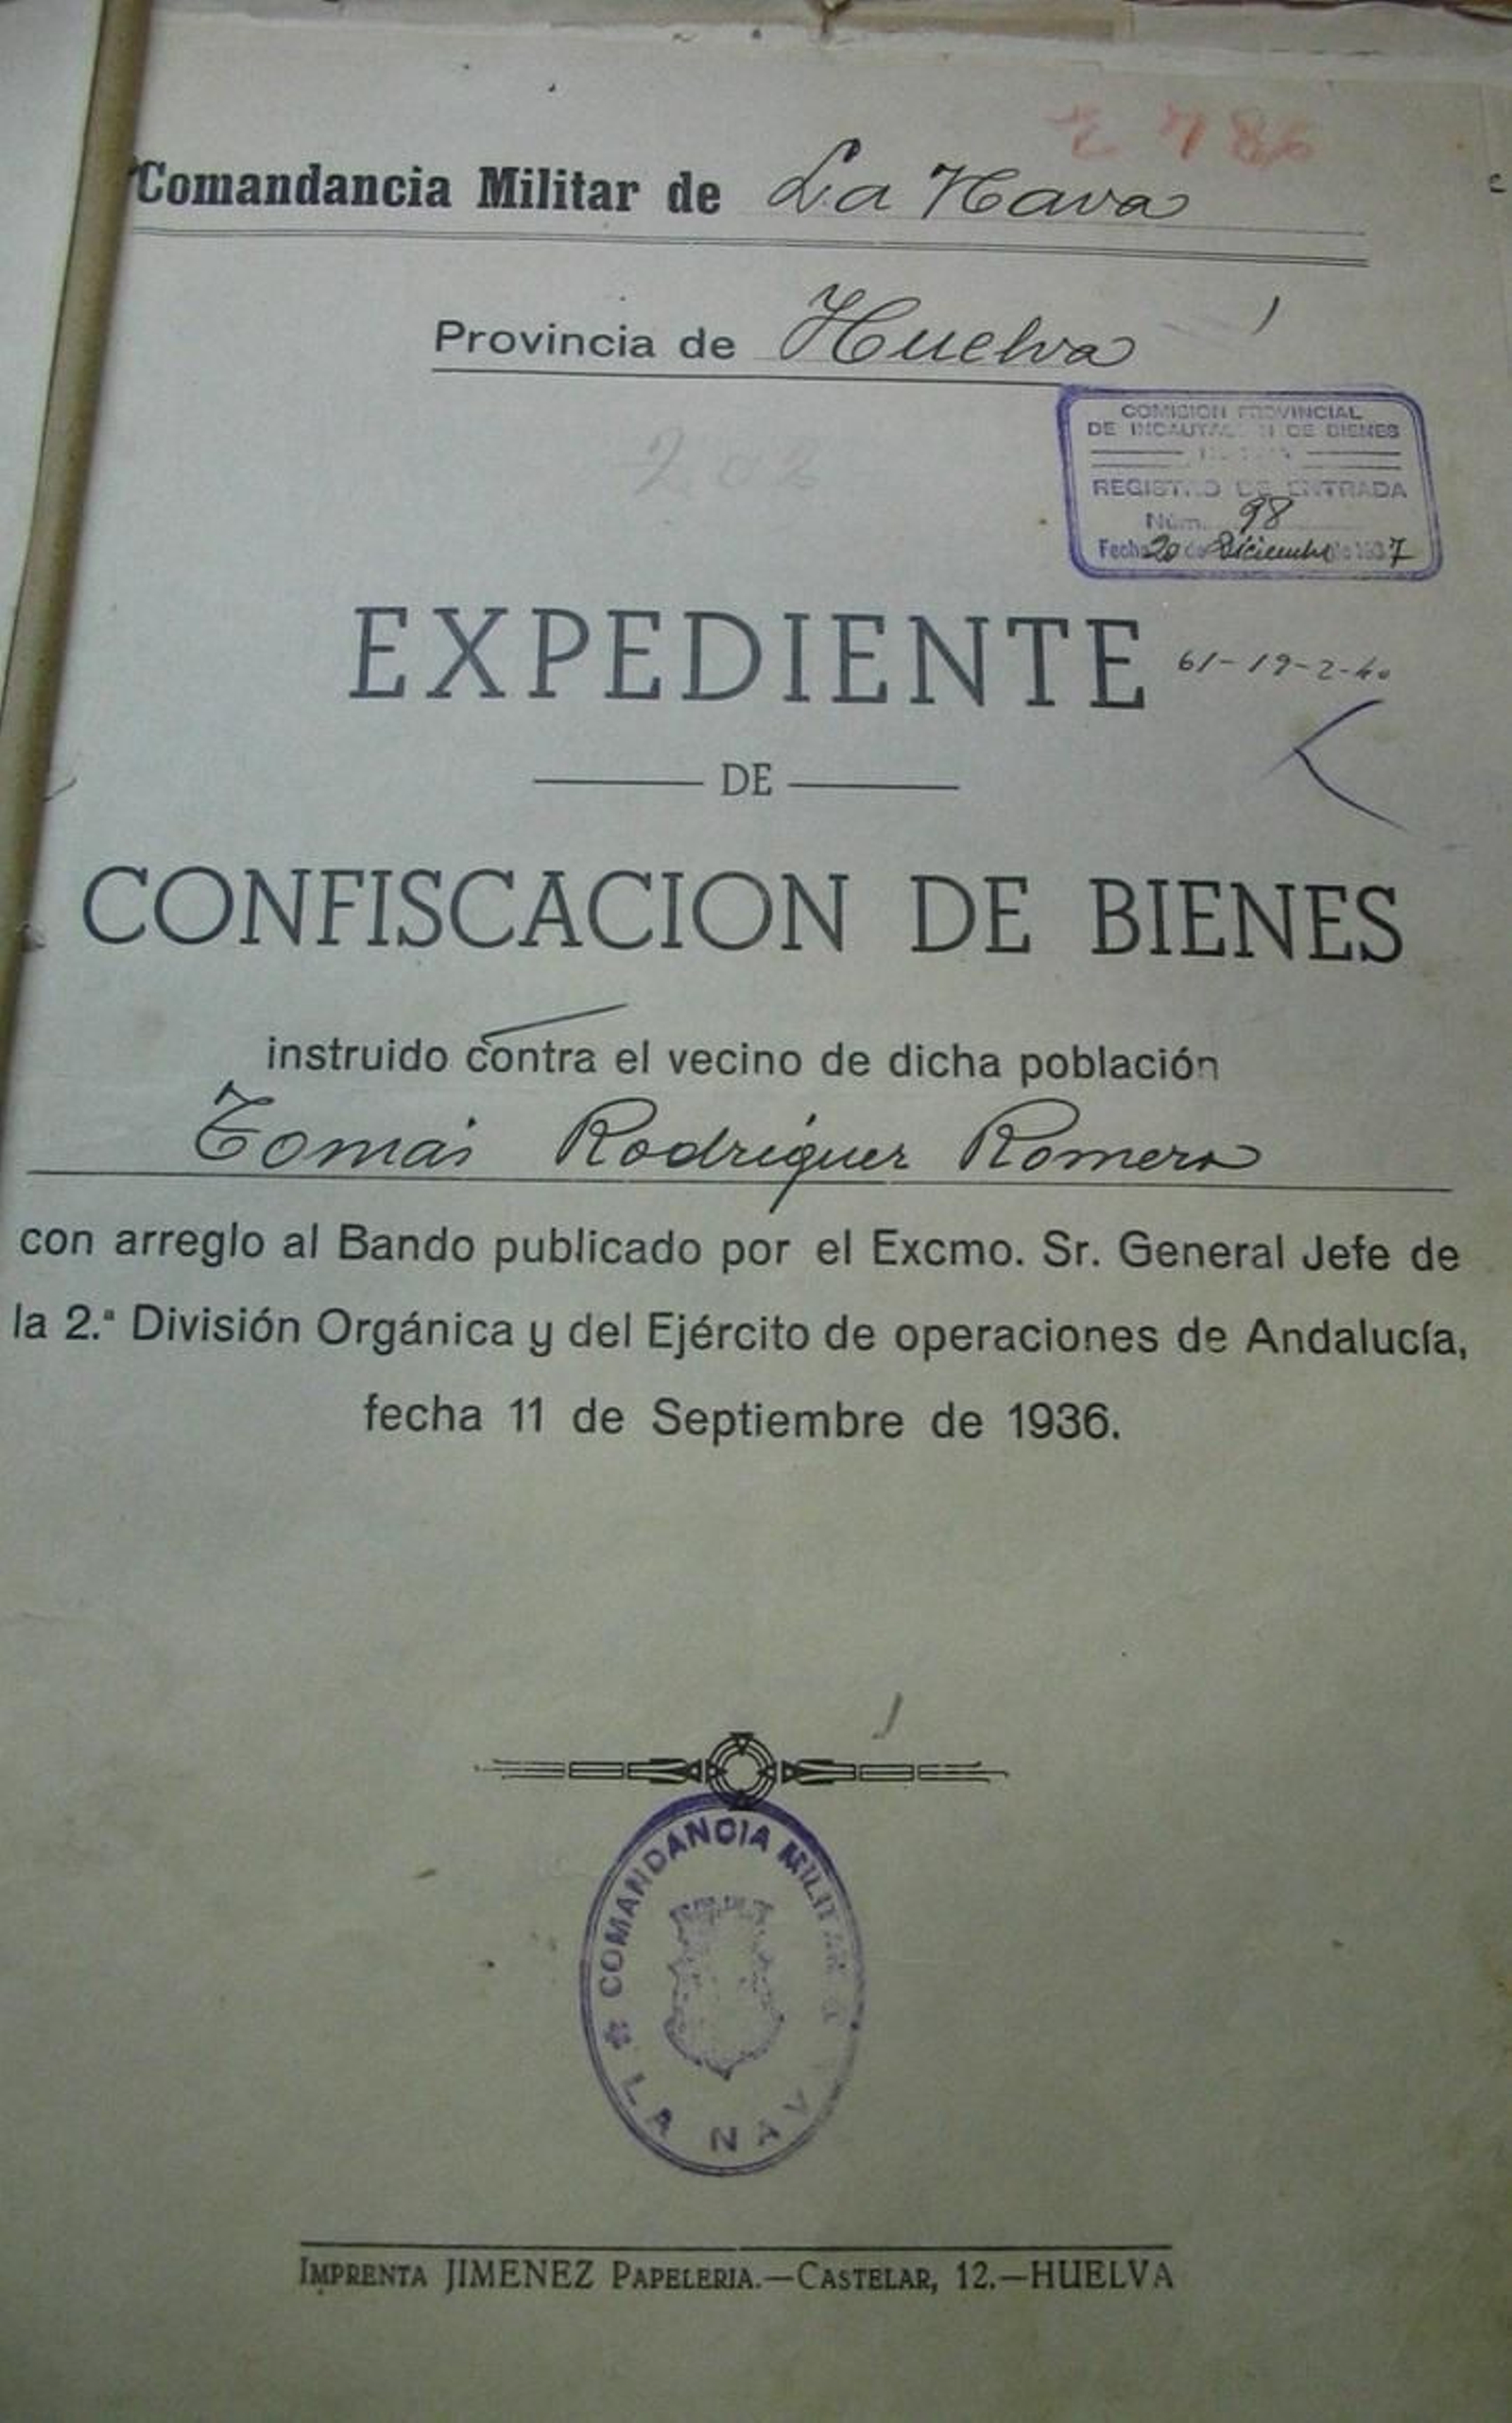 Comandancia Militar de La Nava
Provincia de Huelva
202
COMISION PROVINCIAL
DE INCAUTACION DE BIENES
REGISTRO DE ENTRADA
Núm. 98
Fecha 20 de Diciembre de 1937
EXPEDIENTE
61-19-2-40
DE
CONFISCACION DE BIENES
instruido contra el vecino de dicha población
Tomás Rodríguez Romero
con arreglo al Bando publicado por el Excmo. Sr. General Jefe de
la 2.ª División Orgánica y del Ejército de operaciones de Andalucía,
fecha 11 de Septiembre de 1936.
COMANDANCIA MILITAR
LA NAV
IMPRENTA JIMENEZ PAPELERIA.—CASTELAR, 12.—HUELVA